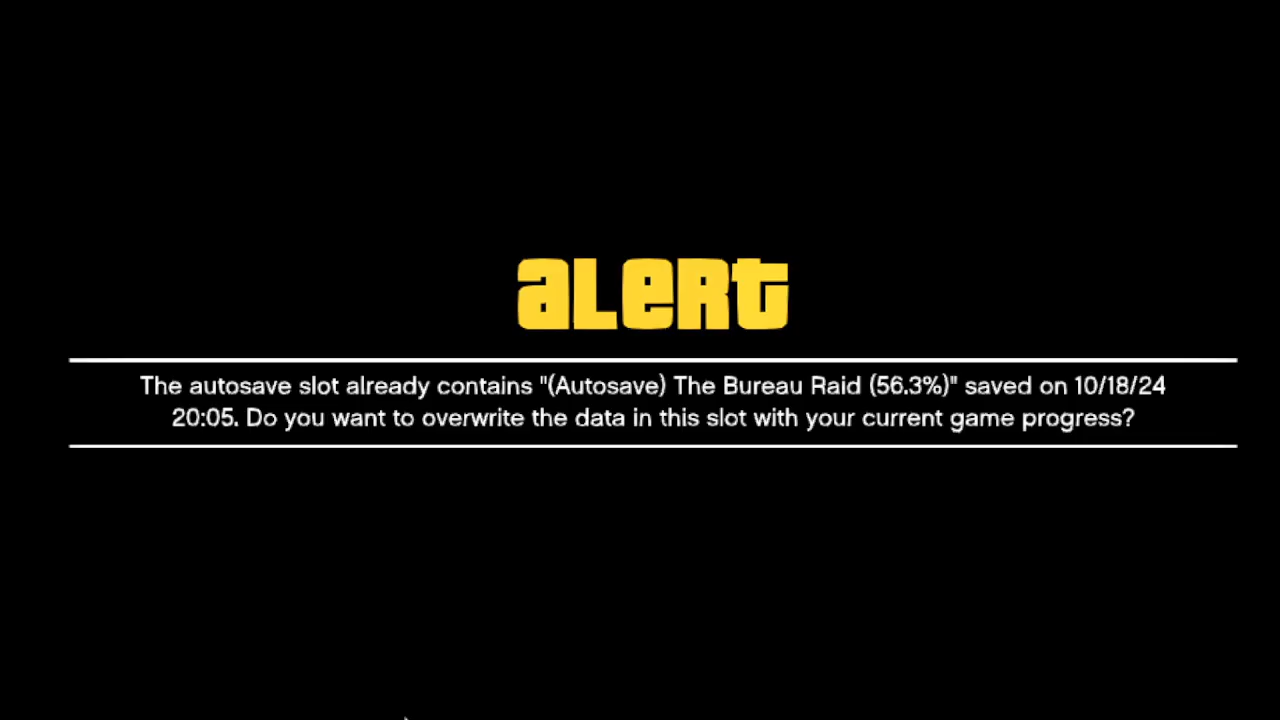 aLeRt
The autosave slot already contains "(Autosave) The Bureau Raid (56.3%)" saved on 10/18/24
20:05. Do you want to overwrite the data in this slot with your current game progress?